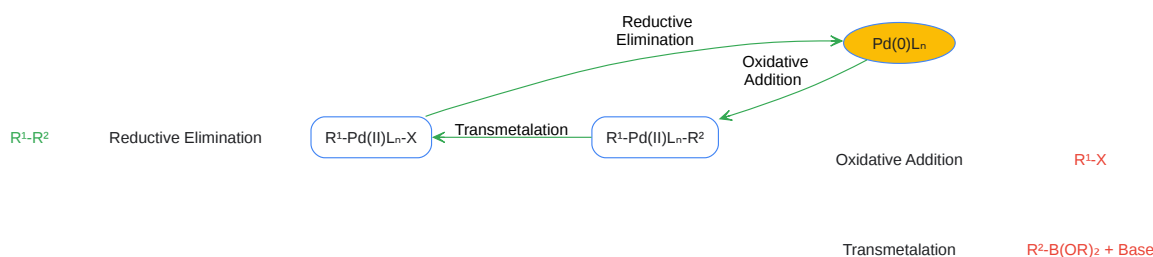 Reductive
Elimination
Pd(0)Lₙ
Oxidative
Addition
R¹-R²
Reductive Elimination
R¹-Pd(II)Lₙ-X
Transmetalation
R¹-Pd(II)Lₙ-R²
Oxidative Addition
R¹-X
Transmetalation
R²-B(OR)₂ + Base